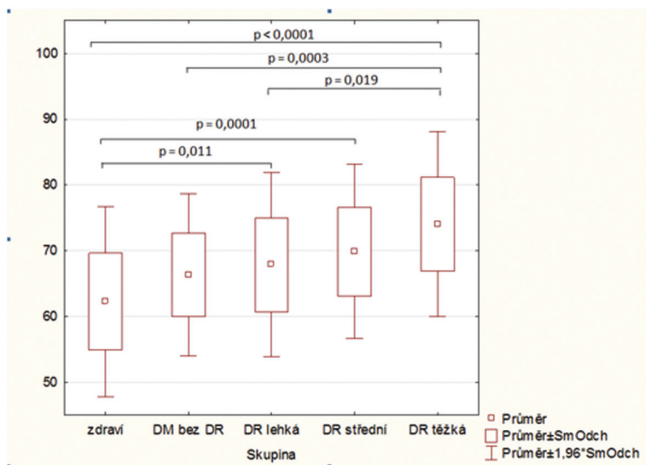 100
p < 0,0001
p = 0,0003
p = 0,019
90
p = 0,0001
p = 0,011
80
70
60
50
zdraví DM bez DR DR lehká DR střední DR těžká
Skupina
Průměr
Průměr±SmOdch
Průměr±1,96*SmOdch